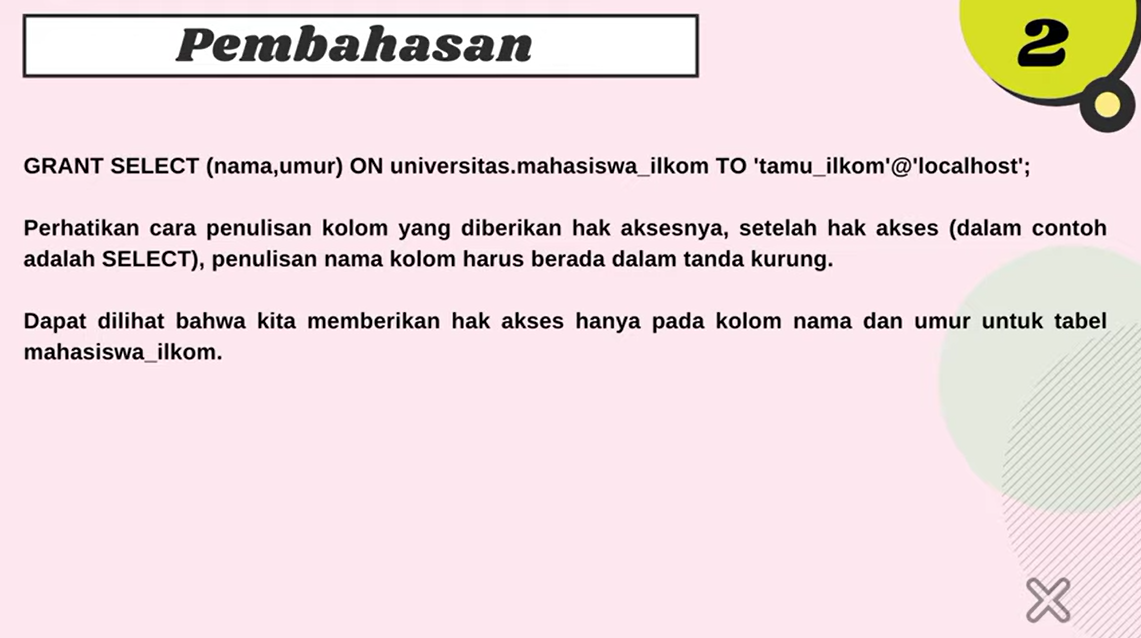 Pembahasan
2
GRANT SELECT (nama,umur) ON universitas.mahasiswa_ilkom TO 'tamu_ilkom'@'localhost';
Perhatikan cara penulisan kolom yang diberikan hak aksesnya, setelah hak akses (dalam contoh
adalah SELECT), penulisan nama kolom harus berada dalam tanda kurung.
Dapat dilihat bahwa kita memberikan hak akses hanya pada kolom nama dan umur untuk tabel
mahasiswa_ilkom.